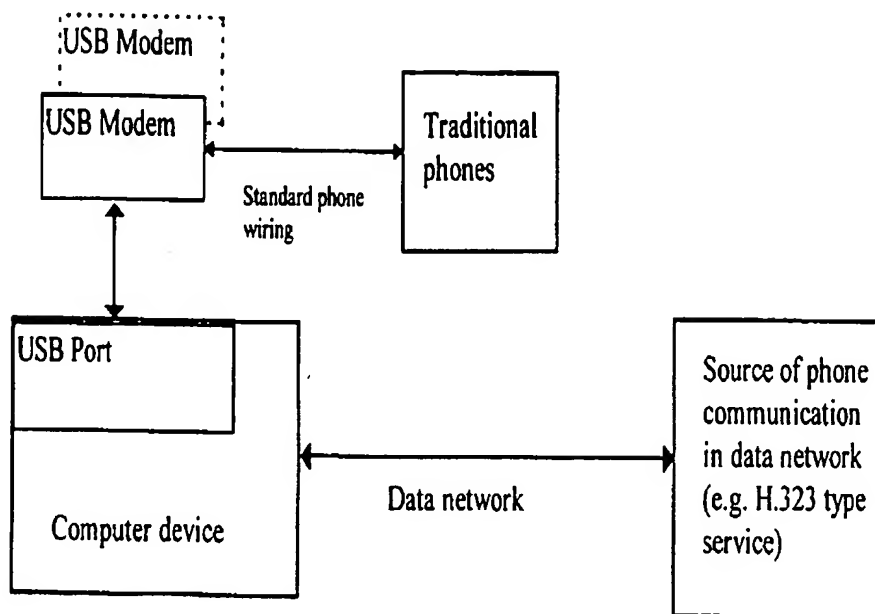 USB Modem
USB Modem
Traditional
phones
Standard phone
wiring
USB Port
Computer device
Data network
Source of phone
communication
in data network
(e.g. H.323 type
service)